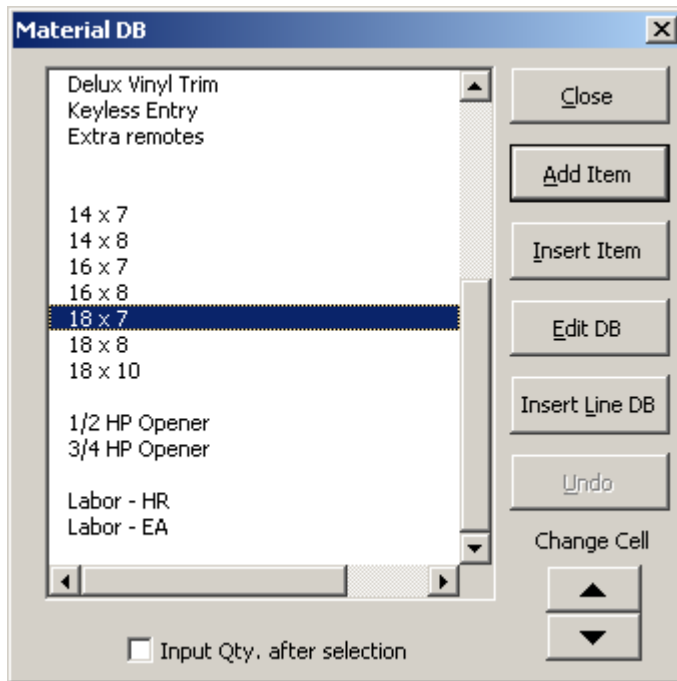 Material DB
Delux Vinyl Trim
Keyless Entry
Extra remotes
14 x 7
14 x 8
16 x 7
16 x 8
18 x 7
18 x 8
18 x 10
1/2 HP Opener
3/4 HP Opener
Labor - HR
Labor - EA
Input Qty. after selection
Close
Add Item
Insert Item
Edit DB
Insert Line DB
Undo
Change Cell